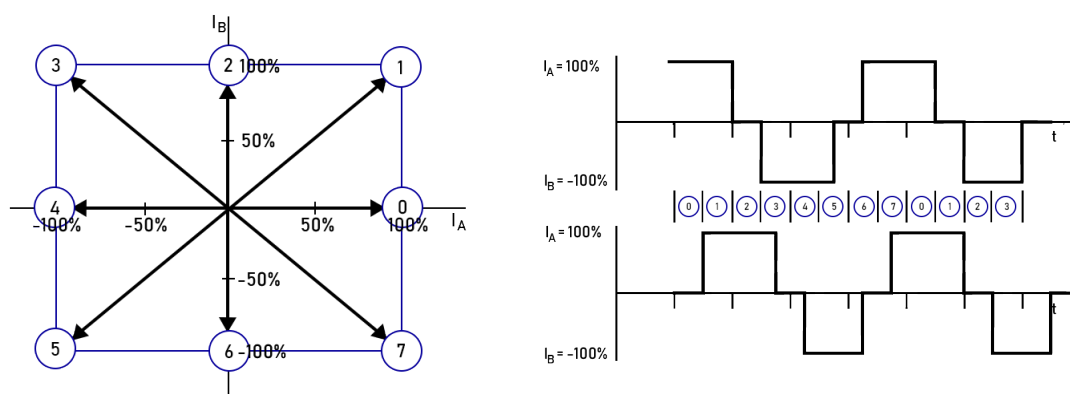 I_B
3
2
100%
1
50%
4
-100%
-50%
50%
0
100%
I_A
-50%
5
6
-100%
7
I_A = 100%
t
I_B = -100%
0 1 2 3 4 5 6 7 0 1 2 3
I_A = 100%
t
I_B = -100%